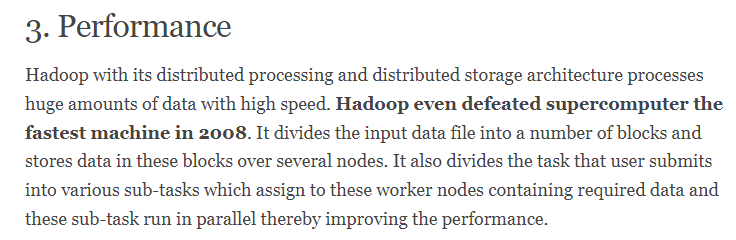 3. Performance
Hadoop with its distributed processing and distributed storage architecture processes
huge amounts of data with high speed. Hadoop even defeated supercomputer the
fastest machine in 2008. It divides the input data file into a number of blocks and
stores data in these blocks over several nodes. It also divides the task that user submits
into various sub-tasks which assign to these worker nodes containing required data and
these sub-task run in parallel thereby improving the performance.